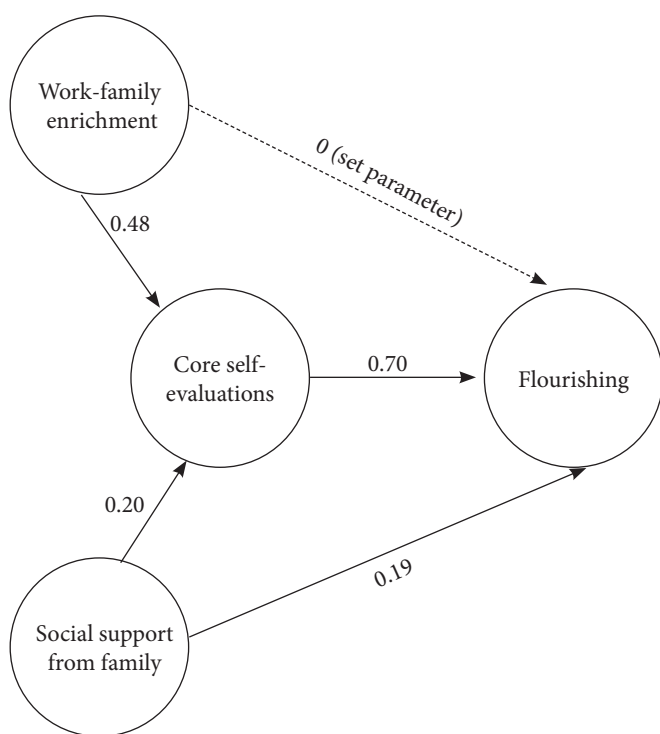 Work-family
enrichment
0 (set parameter)
0.48
Core self-
evaluations
0.70
Flourishing
0.20
0.19
Social support
from family